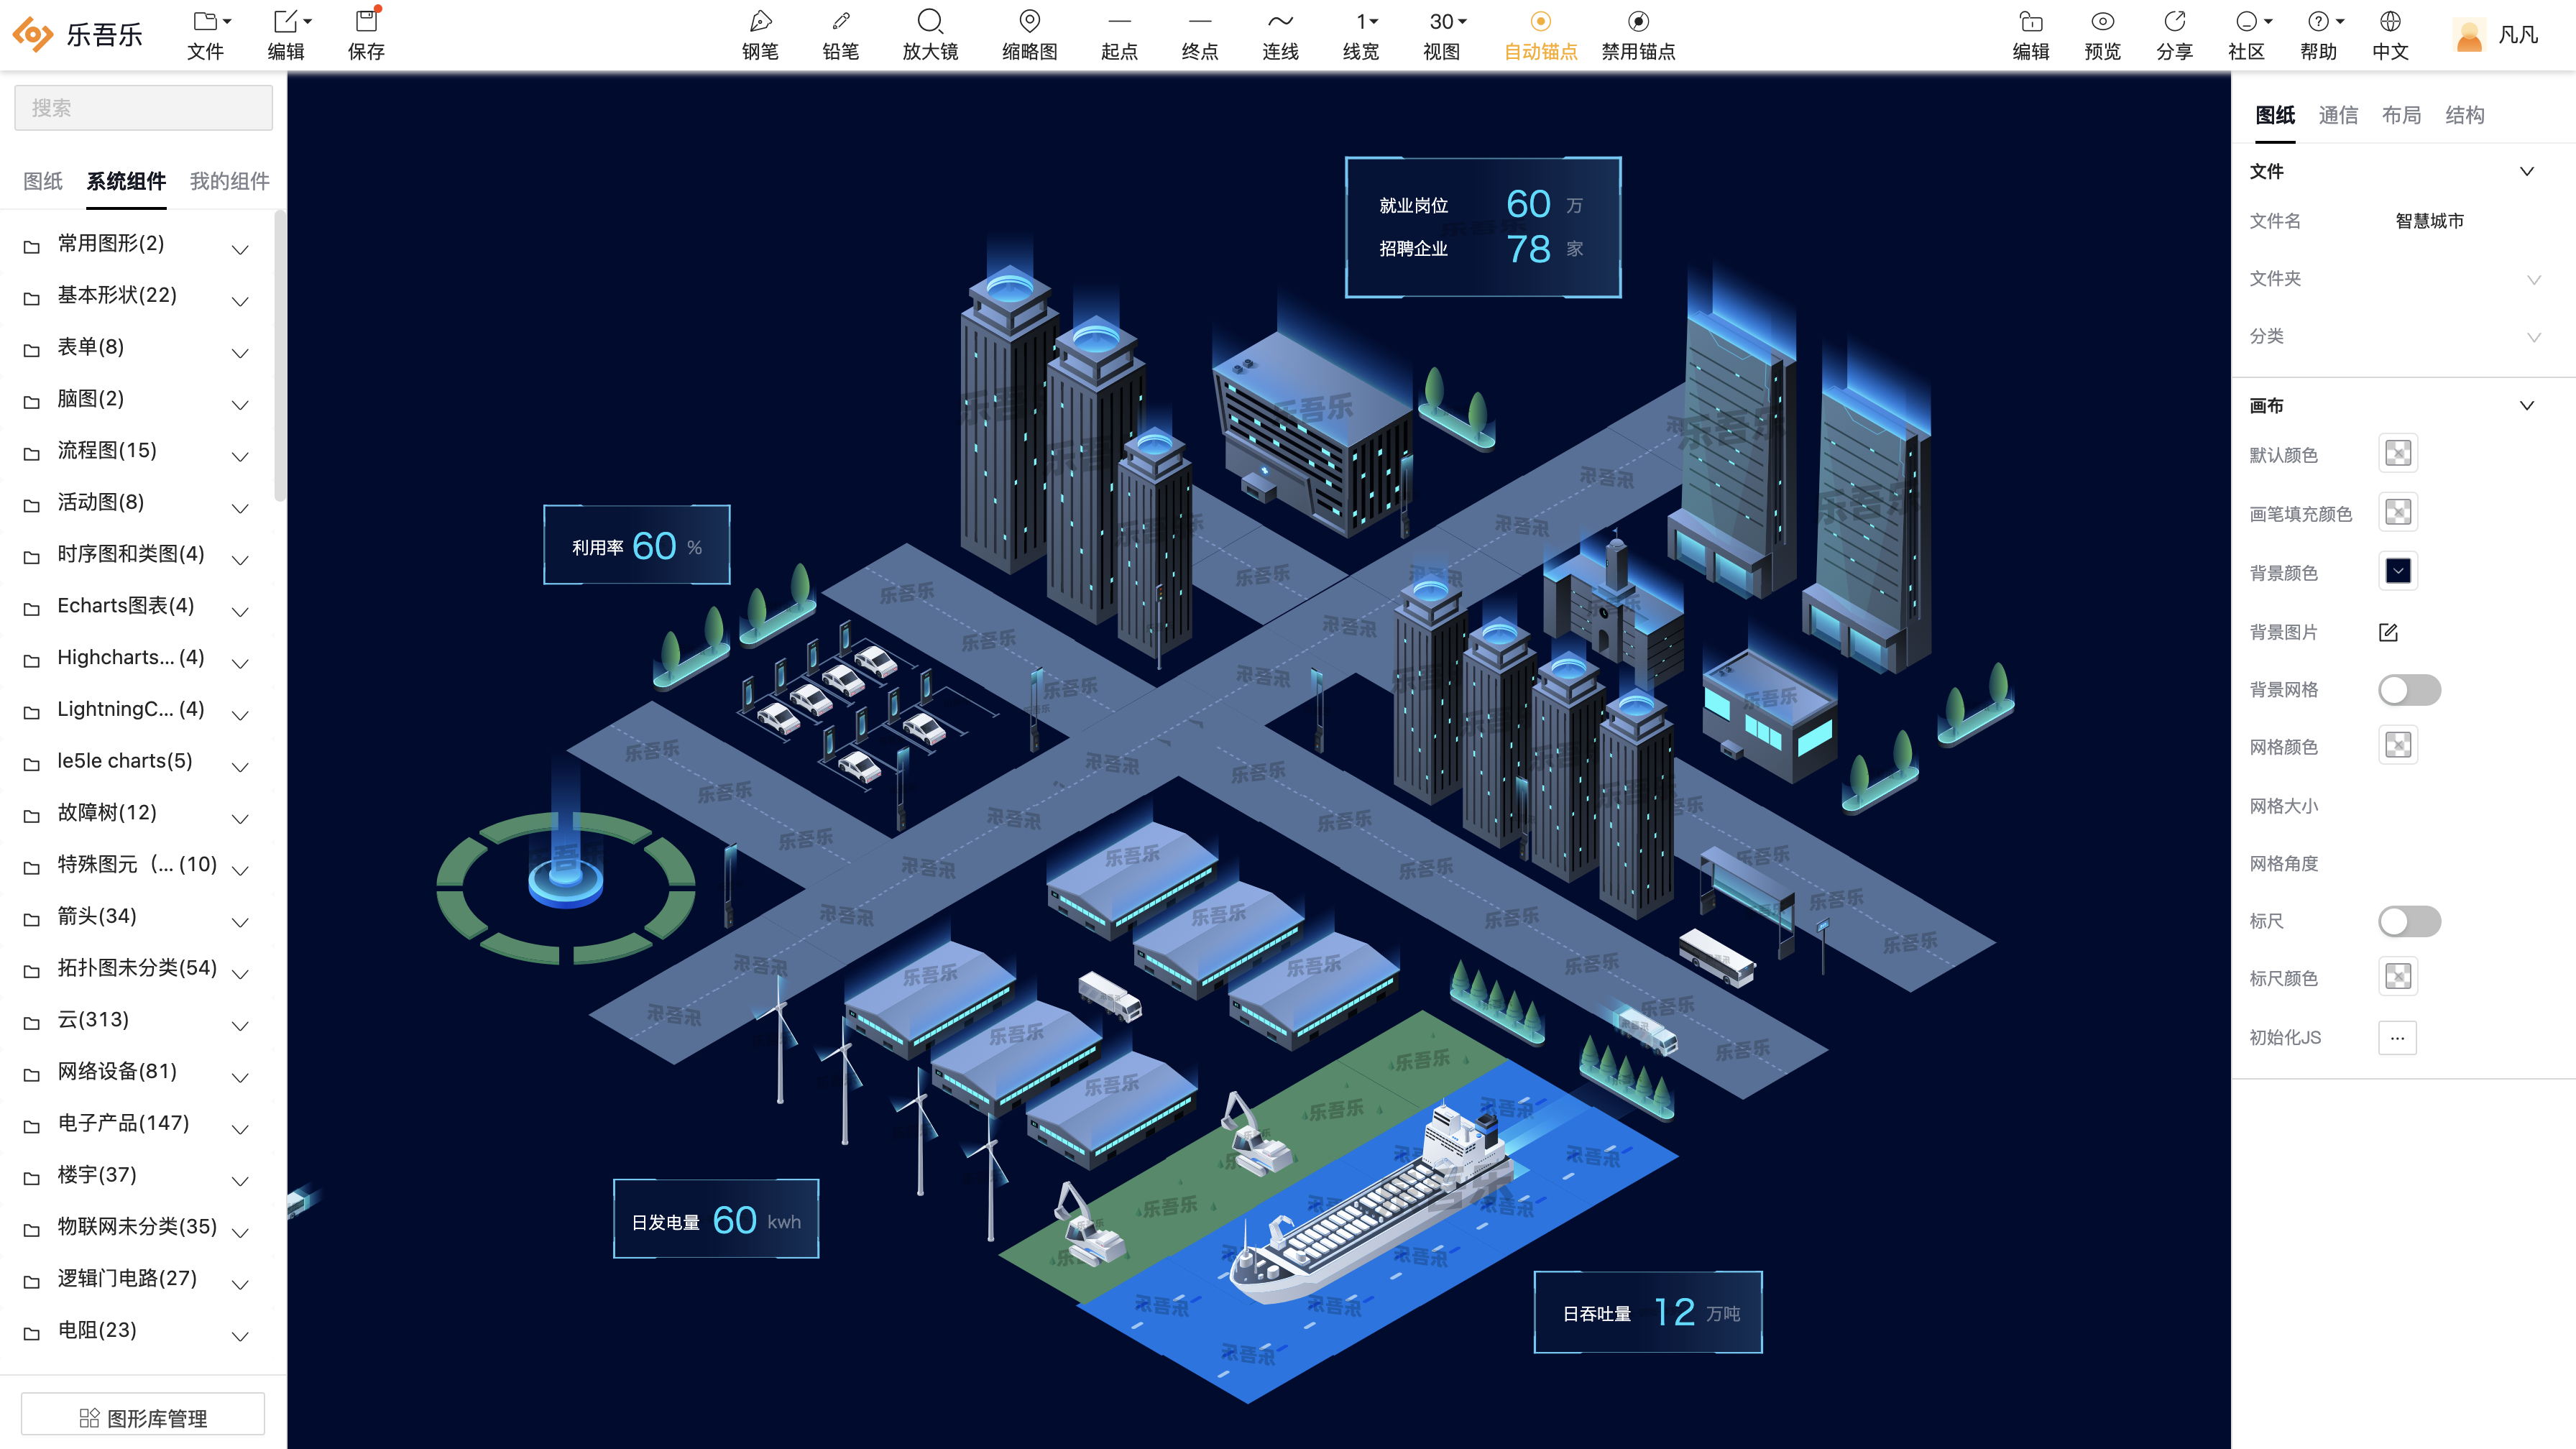 乐吾乐
文件
编辑
保存
钢笔
铅笔
放大镜
缩略图
起点
终点
连线
1
线宽
30
视图
自动锚点
禁用锚点
编辑
预览
分享
社区
帮助
中文
凡凡
搜索
图纸 系统组件 我的组件
常用图形(2)
基本形状(22)
表单(8)
脑图(2)
流程图(15)
活动图(8)
时序图和类图(4)
Echarts图表(4)
Highcharts... (4)
LightningC... (4)
le5le charts(5)
故障树(12)
特殊图元（... (10)
箭头(34)
拓扑图未分类(54)
云(313)
网络设备(81)
电子产品(147)
楼宇(37)
物联网未分类(35)
逻辑门电路(27)
电阻(23)
图形库管理
就业岗位 60 万
招聘企业 78 家
利用率 60 %
日发电量 60 kwh
日吞吐量 12 万吨
图纸 通信 布局 结构
文件
文件名 智慧城市
文件夹
分类
画布
默认颜色
画笔填充颜色
背景颜色
背景图片
背景网格
网格颜色
网格大小
网格角度
标尺
标尺颜色
初始化JS ...